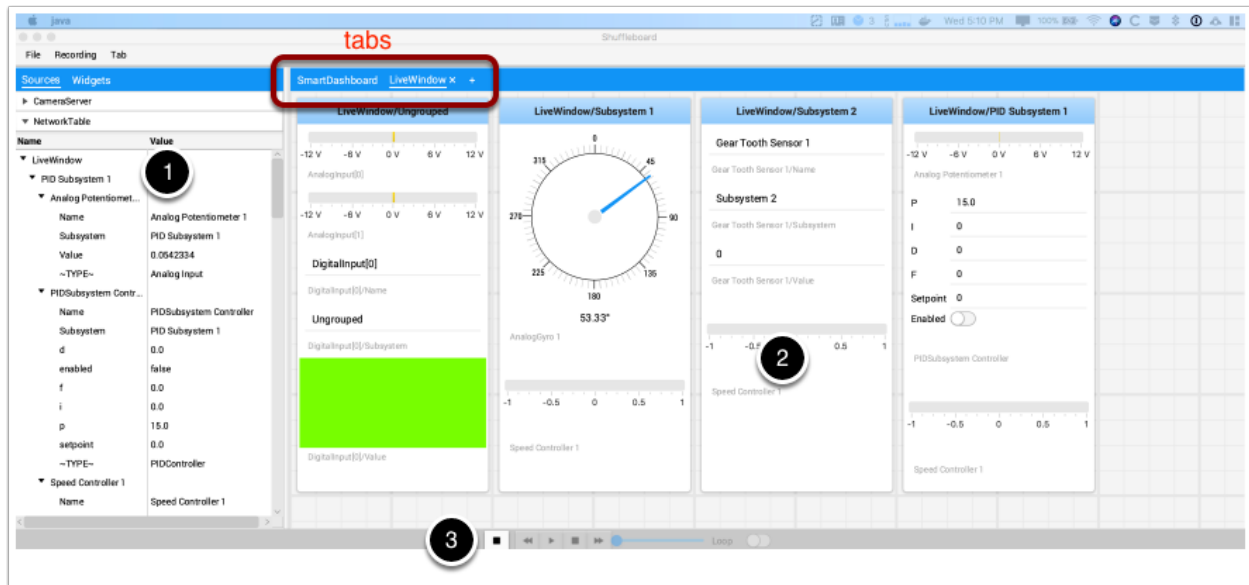 java
3
Wed 5:10 PM
100%
Shuffleboard
tabs
File Recording Tab
Sources Widgets
SmartDashboard LiveWindow × +
CameraServer
NetworkTable
Name Value
LiveWindow
PID Subsystem 1
1
Analog Potentiomet...
Name Analog Potentiometer 1
Subsystem PID Subsystem 1
Value 0.0542334
~TYPE~ Analog Input
PIDSubsystem Contr...
Name PIDSubsystem Controller
Subsystem PID Subsystem 1
d 0.0
enabled false
f 0.0
i 0.0
p 15.0
setpoint 0.0
~TYPE~ PIDController
Speed Controller 1
Name Speed Controller 1
LiveWindow/Ungrouped
-12 V -6 V 0 V 6 V 12 V
AnalogInput[0]
-12 V -6 V 0 V 6 V 12 V
AnalogInput[1]
DigitalInput[0]
DigitalInput[0]/Name
Ungrouped
DigitalInput[0]/Subsystem
DigitalInput[0]/Value
LiveWindow/Subsystem 1
0
315 45
270 90
225 135
180
53.33°
AnalogGyro 1
-1 -0.5 0 0.5 1
Speed Controller 1
LiveWindow/Subsystem 2
Gear Tooth Sensor 1
Gear Tooth Sensor 1/Name
Subsystem 2
Gear Tooth Sensor 1/Subsystem
0
Gear Tooth Sensor 1/Value
-1 0.5 1
2
Speed Controller 1
LiveWindow/PID Subsystem 1
-12 V -6 V 0 V 6 V 12 V
Analog Potentiometer 1
P 15.0
I 0
D 0
F 0
Setpoint 0
Enabled
PIDSubsystem Controller
-1 -0.5 0 0.5 1
Speed Controller 1
3
Loop